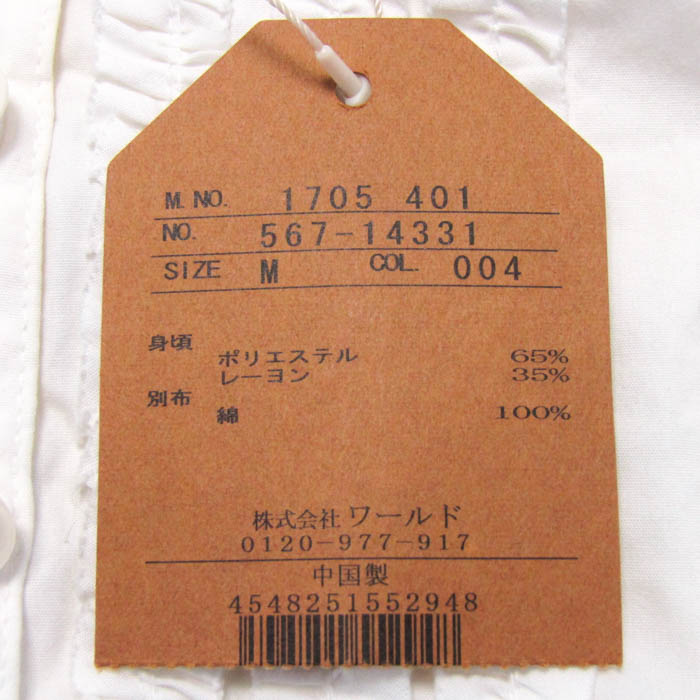 M. NO. 1705 401
NO. 567-14331
SIZE M COL. 004
身頃
ポリエステル 65%
レーヨン 35%
別布
綿 100%
株式会社 ワールド
0120-977-917
中国製
4548251552948